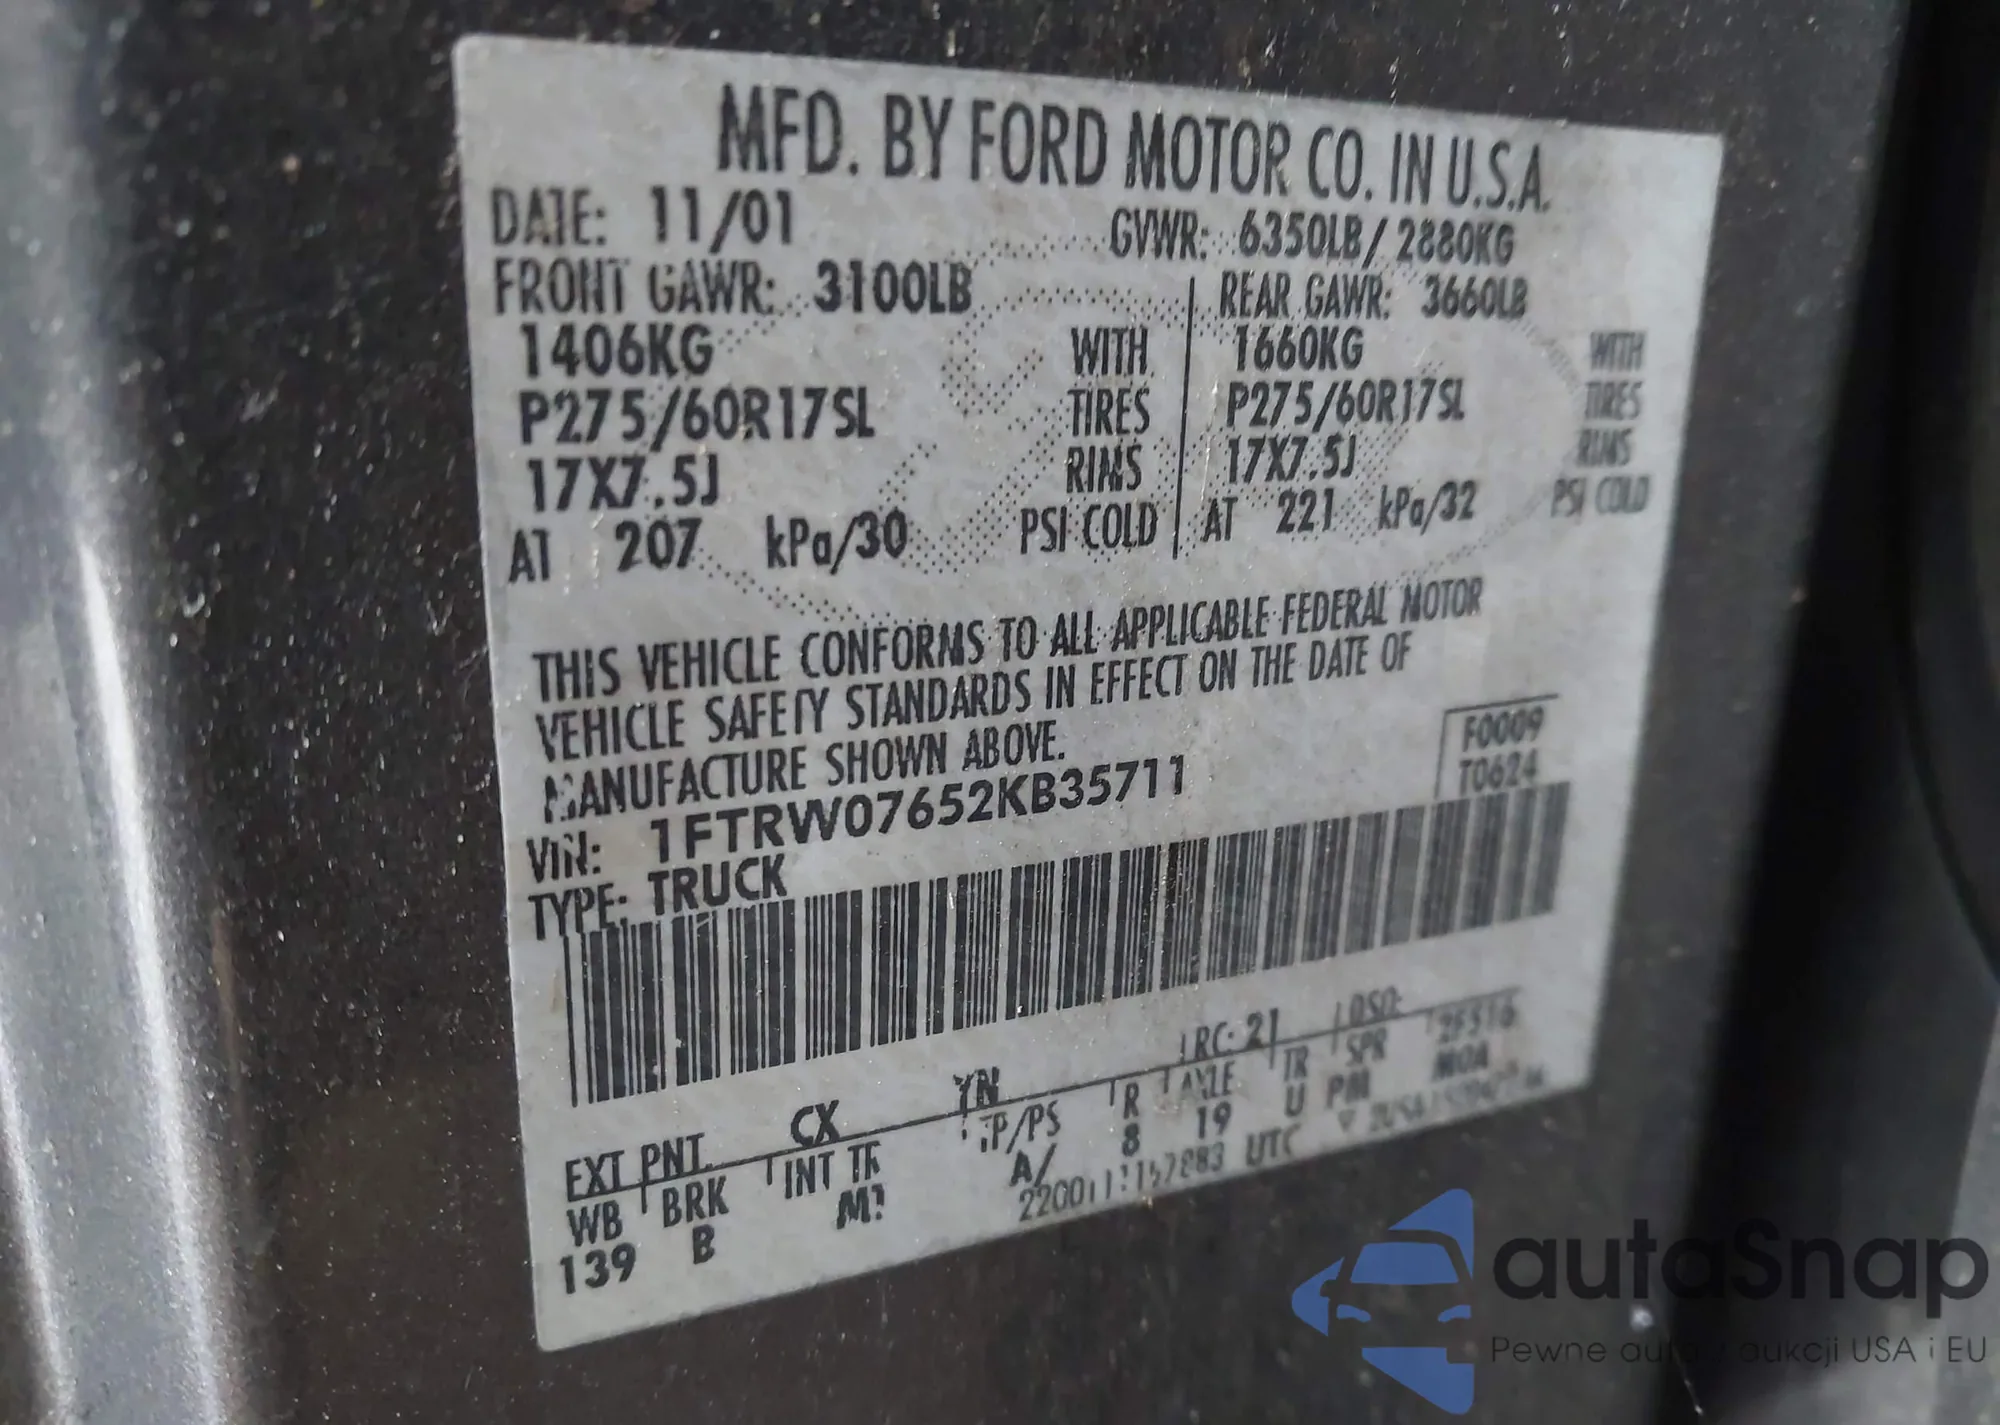 MFD. BY FORD MOTOR CO. IN U.S.A.
DATE: 11/01 GVWR: 6350LB/ 2880KG
FRONT GAWR: 3100LB REAR GAWR: 3660LB
1406KG WITH 1660KG WITH
P275/60R17SL TIRES P275/60R17SL TIRES
17X7.5J RIMS 17X7.5J RIMS
AT 207 kPa/30 PSI COLD AT 221 kPa/32 PSI COLD
THIS VEHICLE CONFORMS TO ALL APPLICABLE FEDERAL MOTOR
VEHICLE SAFETY STANDARDS IN EFFECT ON THE DATE OF
MANUFACTURE SHOWN ABOVE.
F0009
T0624
VIN: 1FTRW07652KB35711
TYPE: TRUCK
EXT PNT. CX YN RC: 21 DSO:
WB BRK INT TR TP/PS R AXLE TR SPR
139 B A/ 8 19 U PM MOA
UTC
autaSnap
Pewne auta z aukcji USA i EU